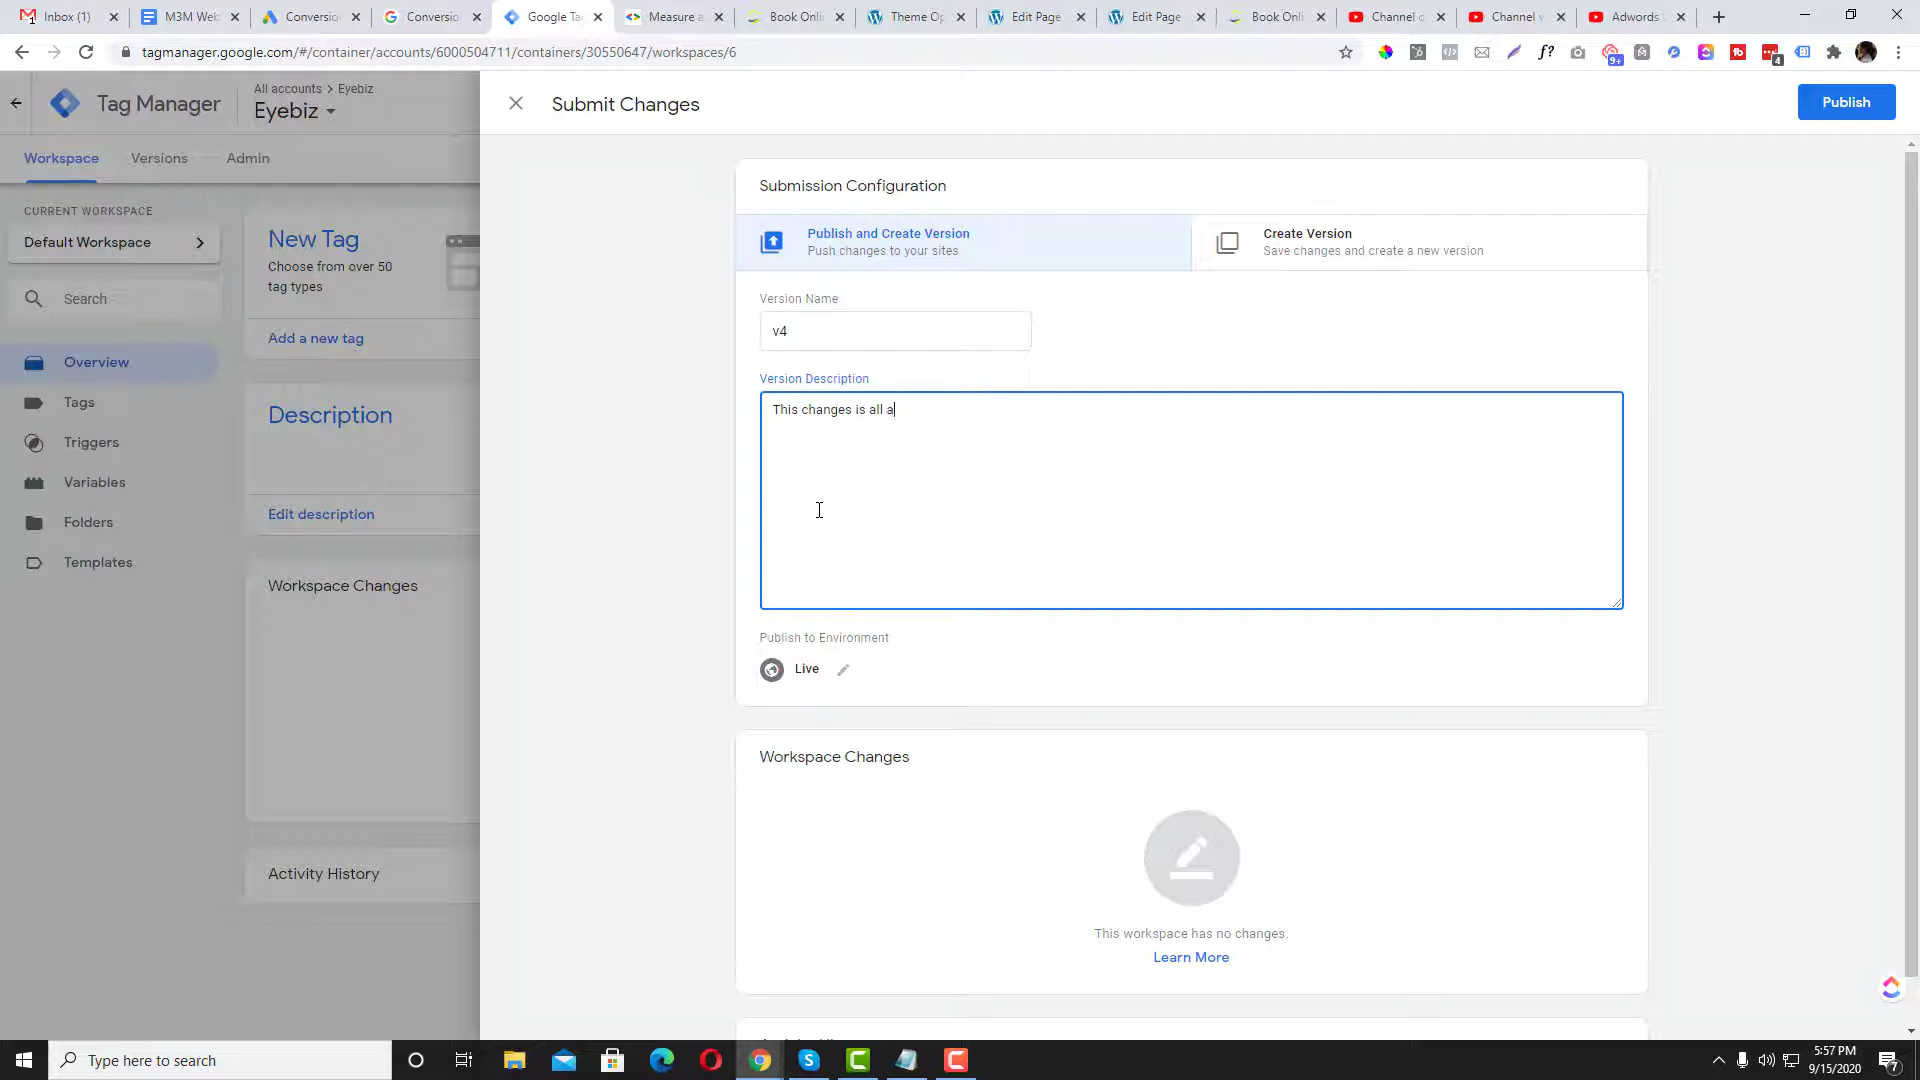 Inbox (1)
M3M Web
Conversio
Conversio
Google Ta
Measure a
Book Onli
Theme Op
Edit Page
Edit Page
Book Onli
Channel c
Channel v
Adwords
tagmanager.google.com/#/container/accounts/6000504711/containers/30550647/workspaces/6
f?
9+
4
Tag Manager
All accounts > Eyebiz
Eyebiz
Submit Changes
Publish
Workspace
Versions
Admin
CURRENT WORKSPACE
Default Workspace
Search
Overview
Tags
Triggers
Variables
Folders
Templates
New Tag
Choose from over 50
tag types
Add a new tag
Description
Edit description
Workspace Changes
Activity History
Submission Configuration
Publish and Create Version
Push changes to your sites
Create Version
Save changes and create a new version
Version Name
v4
Version Description
This changes is all a
Publish to Environment
Live
Workspace Changes
This workspace has no changes.
Learn More
Type here to search
5:57 PM
9/15/2020
7